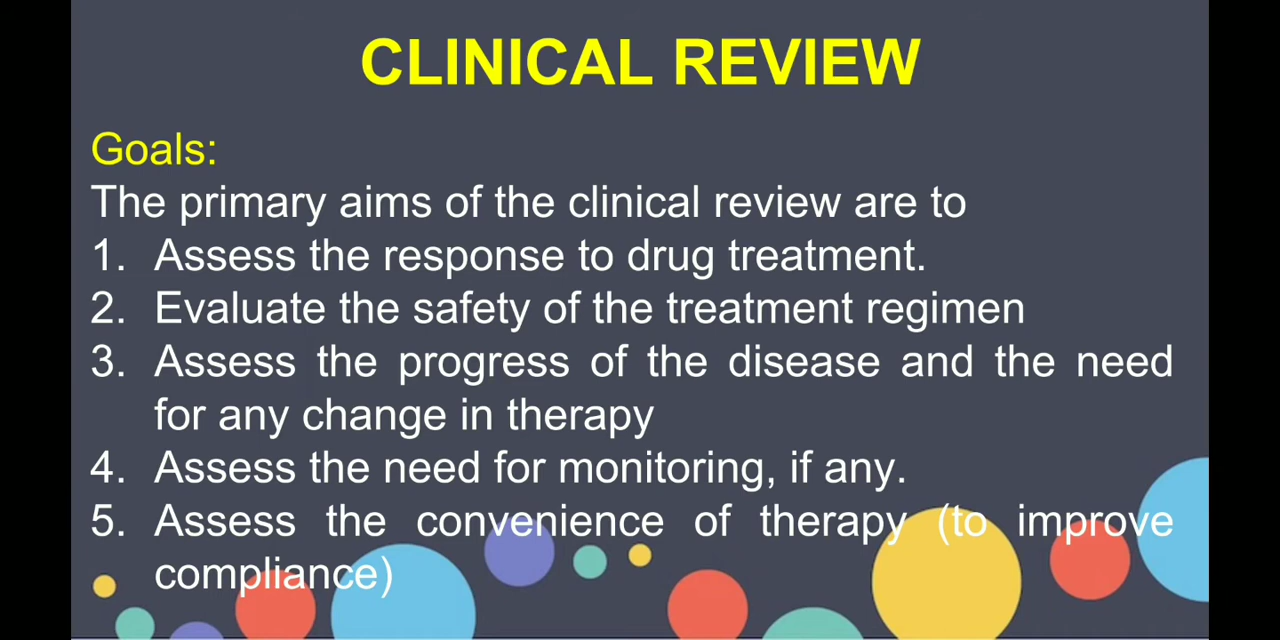 CLINICAL REVIEW
Goals:
The primary aims of the clinical review are to
1. Assess the response to drug treatment.
2. Evaluate the safety of the treatment regimen
3. Assess the progress of the disease and the need
for any change in therapy
4. Assess the need for monitoring, if any.
5. Assess the convenience of therapy (to improve
compliance)